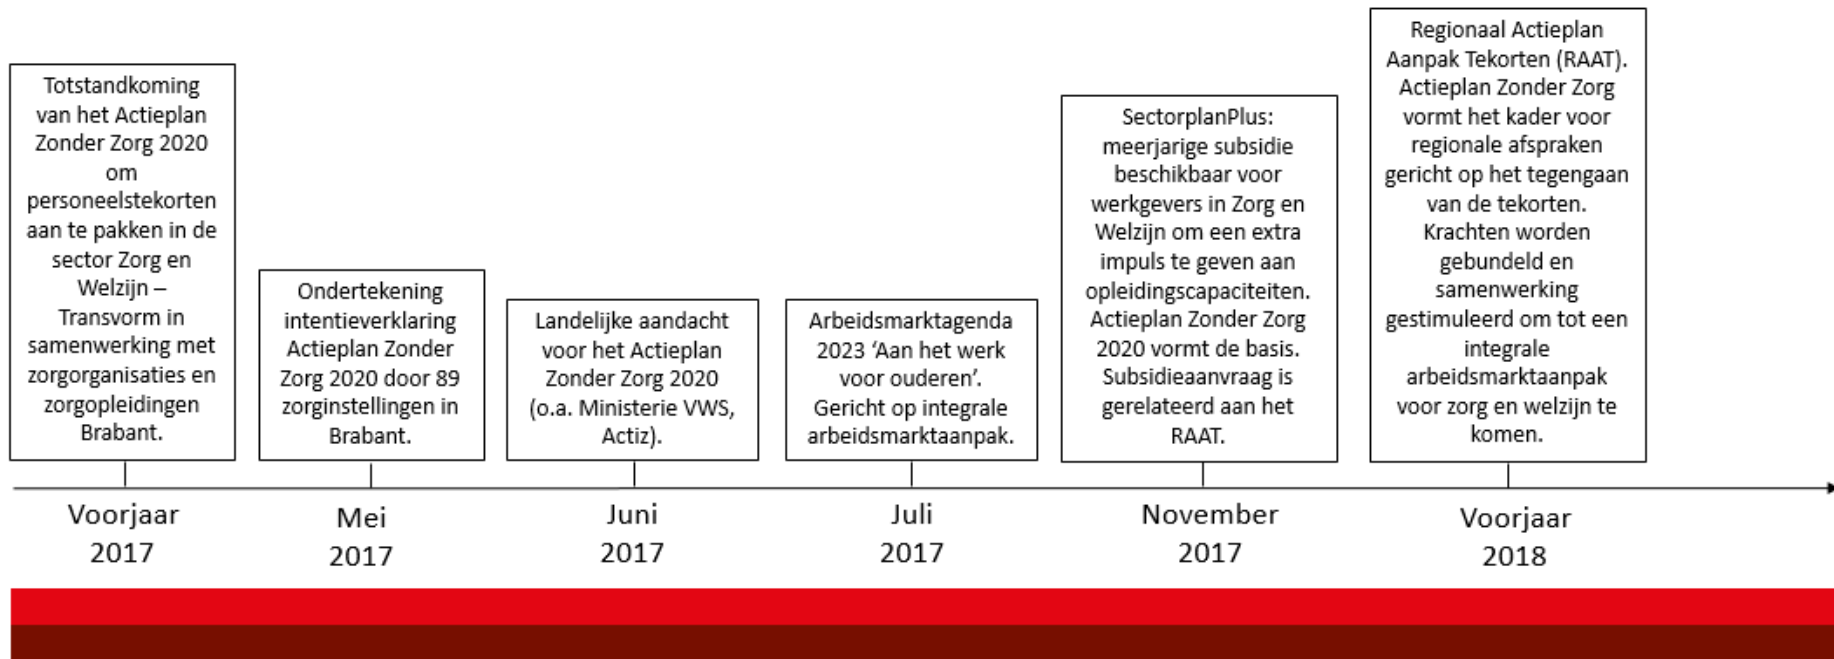 Totstandkoming
van het Actieplan
Zonder Zorg 2020
om
personeelstekorten
aan te pakken in de
sector Zorg en
Welzijn –
Transvorm in
samenwerking met
zorgorganisaties en
zorgopleidingen
Brabant.
Voorjaar
2017
Ondertekening
intentieverklaring
Actieplan Zonder
Zorg 2020 door 89
zorginstellingen in
Brabant.
Mei
2017
Landelijke aandacht
voor het Actieplan
Zonder Zorg 2020
(o.a. Ministerie VWS,
Actiz).
Juni
2017
Arbeidsmarktagenda
2023 ‘Aan het werk
voor ouderen’.
Gericht op integrale
arbeidsmarktaanpak.
Juli
2017
SectorplanPlus:
meerjarige subsidie
beschikbaar voor
werkgevers in Zorg en
Welzijn om een extra
impuls te geven aan
opleidingscapaciteiten.
Actieplan Zonder Zorg
2020 vormt de basis.
Subsidieaanvraag is
gerelateerd aan het
RAAT.
November
2017
Regionaal Actieplan
Aanpak Tekorten (RAAT).
Actieplan Zonder Zorg
vormt het kader voor
regionale afspraken
gericht op het tegengaan
van de tekorten.
Krachten worden
gebundeld en
samenwerking
gestimuleerd om tot een
integrale
arbeidsmarktaanpak
voor zorg en welzijn te
komen.
Voorjaar
2018